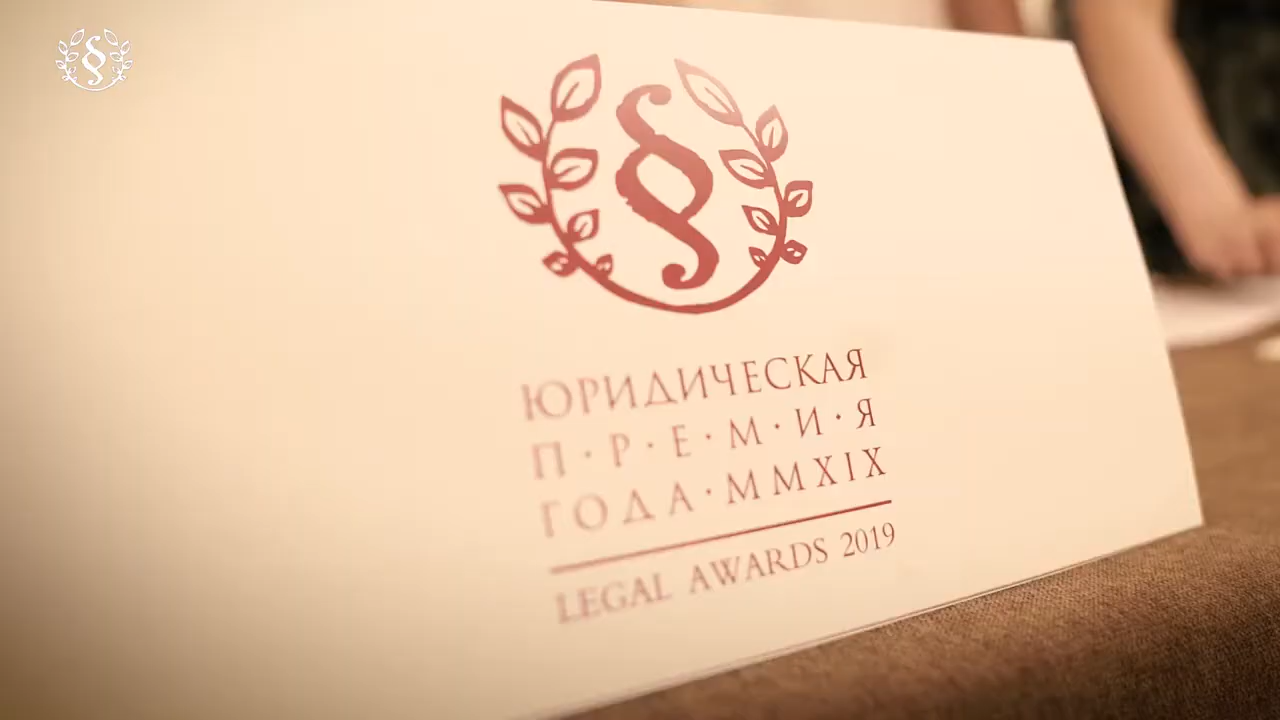 §
§
ЮРИДИЧЕСКАЯ
П·Р·Е·М·И·Я
ГОДА·MMXIX
LEGAL AWARDS 2019